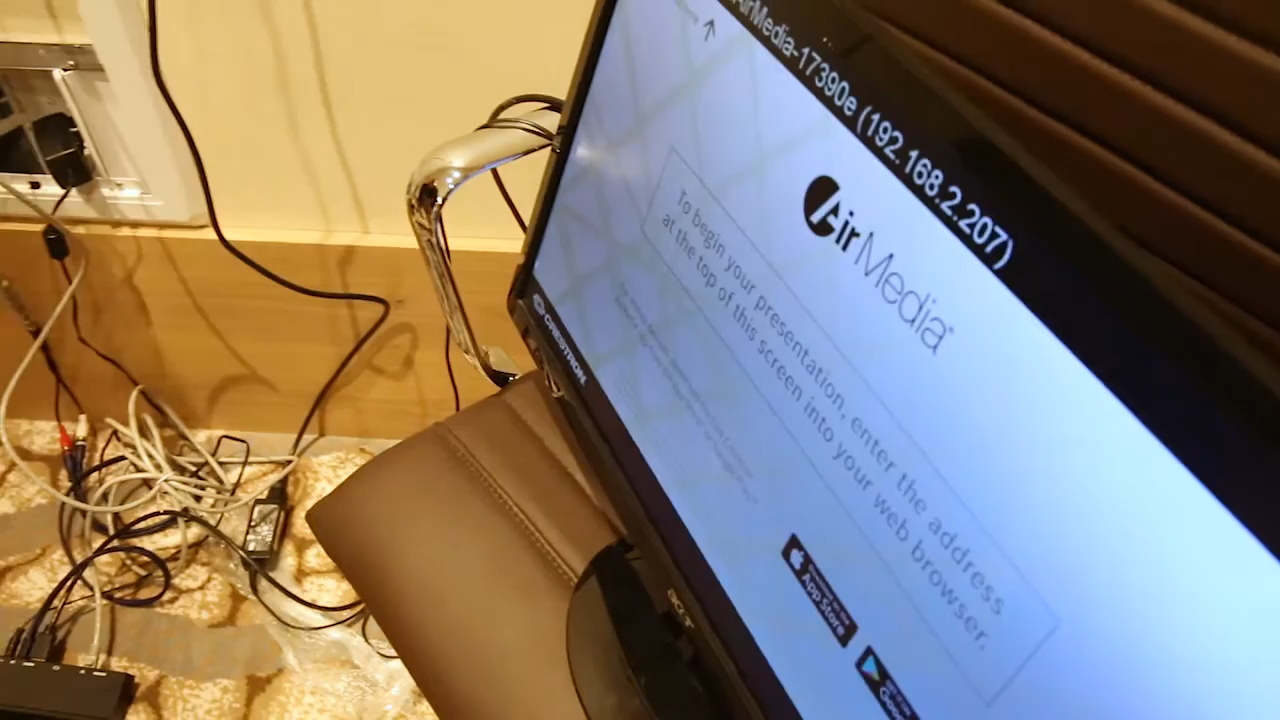 AirMedia-17390e (192.168.2.207)
AirMedia
To begin your presentation, enter the address
at the top of this screen into your web browser.
App Store
CRESTRON
acer